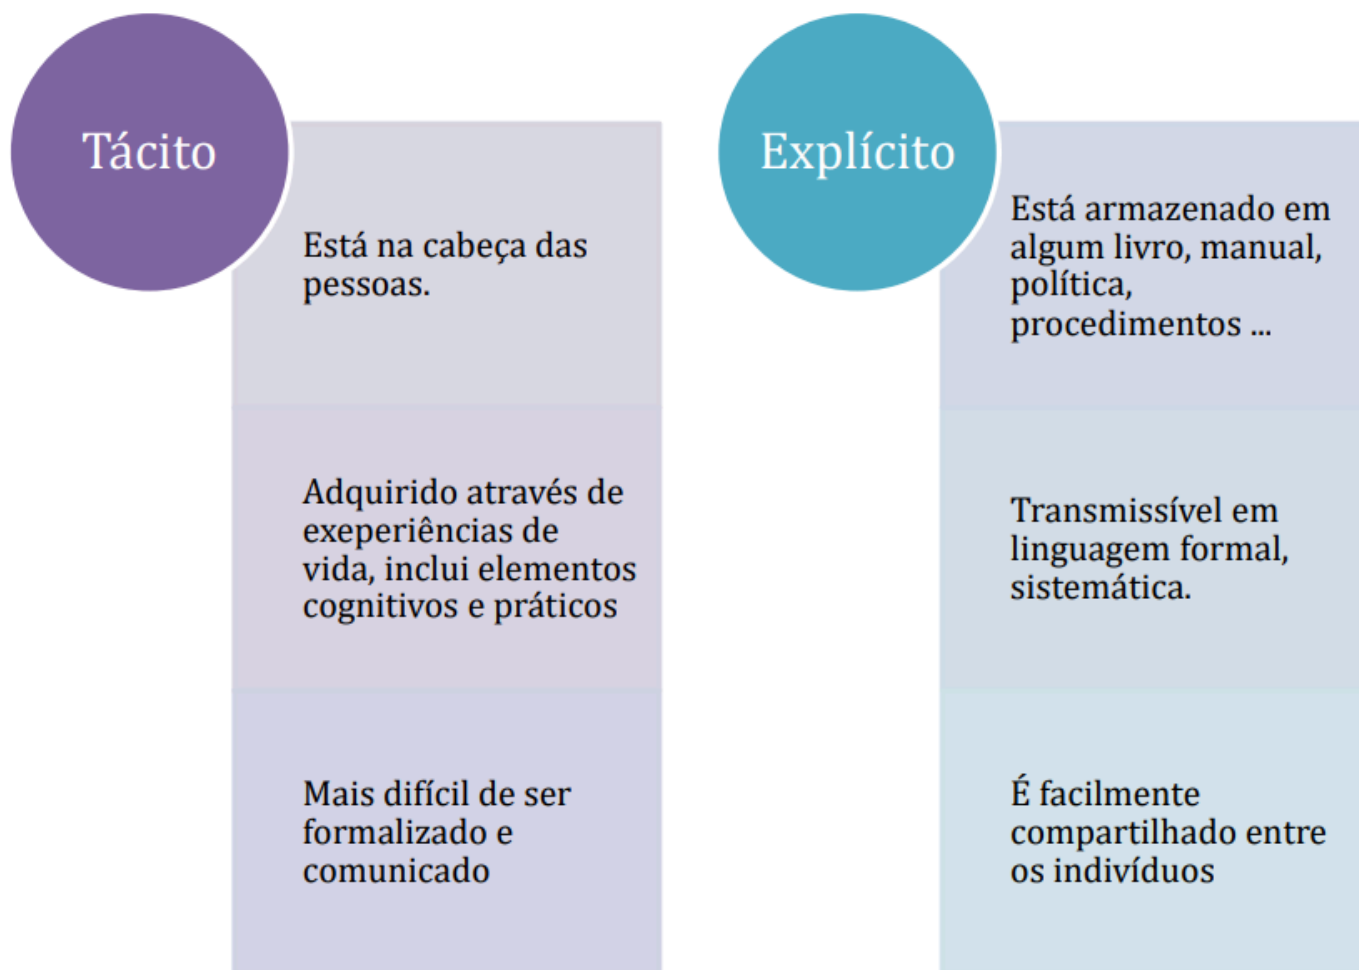 Tácito
Está na cabeça das
pessoas.
Adquirido através de
exeperiências de
vida, inclui elementos
cognitivos e práticos
Mais difícil de ser
formalizado e
comunicado
Explícito
Está armazenado em
algum livro, manual,
política,
procedimentos ...
Transmissível em
linguagem formal,
sistemática.
É facilmente
compartilhado entre
os indivíduos